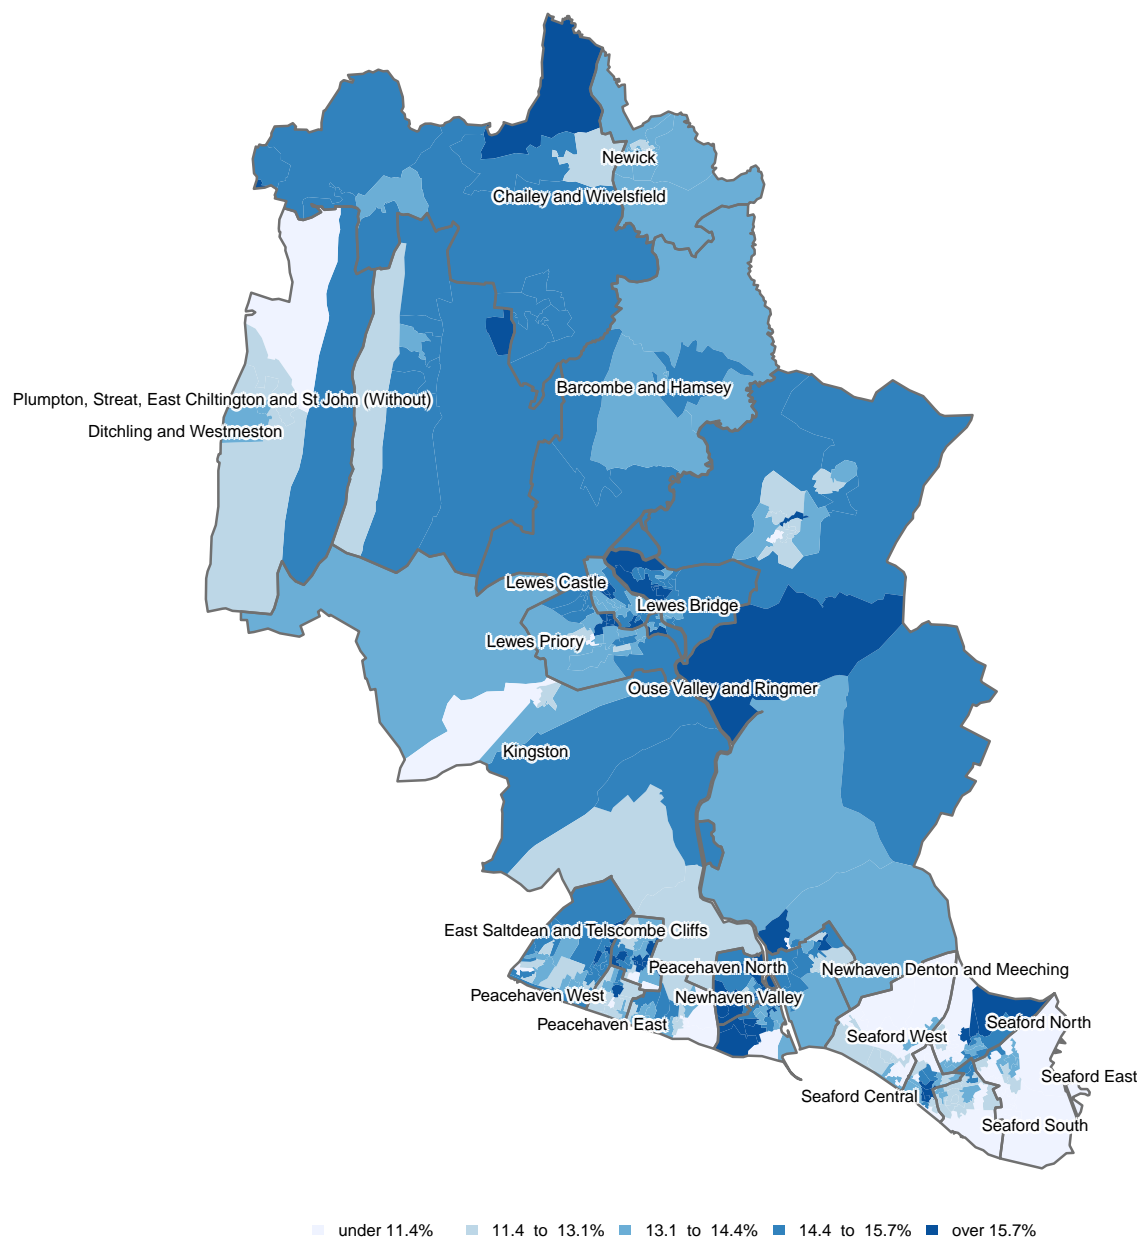 Newick
Chailey and Wivelsfield
Barcombe and Hamsey
Plumpton, Streat, East Chiltington and St John (Without)
Ditchling and Westmeston
Lewes Castle
Lewes Bridge
Lewes Priory
Ouse Valley and Ringmer
Kingston
East Saltdean and Telscombe Cliffs
Peacehaven North
Newhaven Denton and Meeching
Peacehaven West
Newhaven Valley
Peacehaven East
Seaford North
Seaford West
Seaford East
Seaford Central
Seaford South
under 11.4% 11.4 to 13.1% 13.1 to 14.4% 14.4 to 15.7% over 15.7%